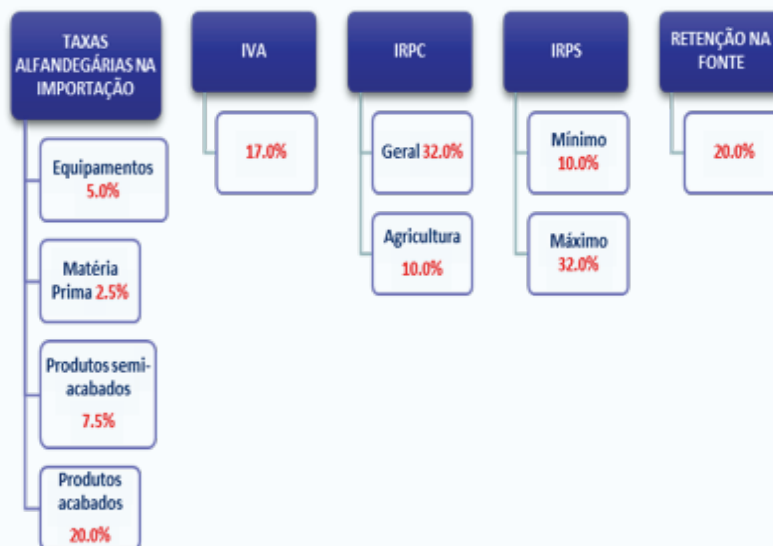 TAXAS
ALFANDEGÁRIAS NA
IMPORTAÇÃO
Equipamentos
5.0%
Matéria
Prima 2.5%
Produtos semi-
acabados
7.5%
Produtos
acabados
20.0%
IVA
17.0%
IRPC
Geral 32.0%
Agricultura
10.0%
IRPS
Mínimo
10.0%
Máximo
32.0%
RETENÇÃO NA
FONTE
20.0%